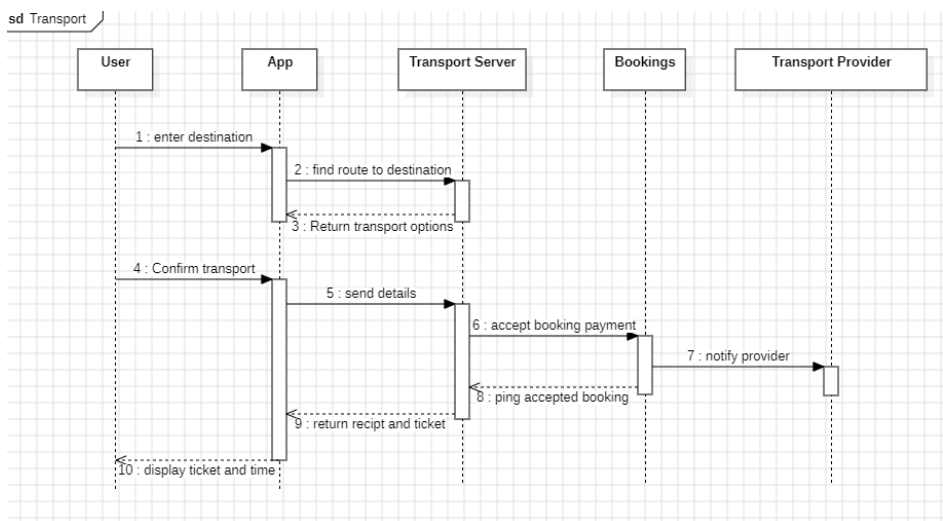 sd Transport
User
App
Transport Server
Bookings
Transport Provider
1 : enter destination
2 : find route to destination
3 : Return transport options
4 : Confirm transport
5 : send details
6 : accept booking payment
7 : notify provider
8 : ping accepted booking
9 : return recipt and ticket
10 : display ticket and time